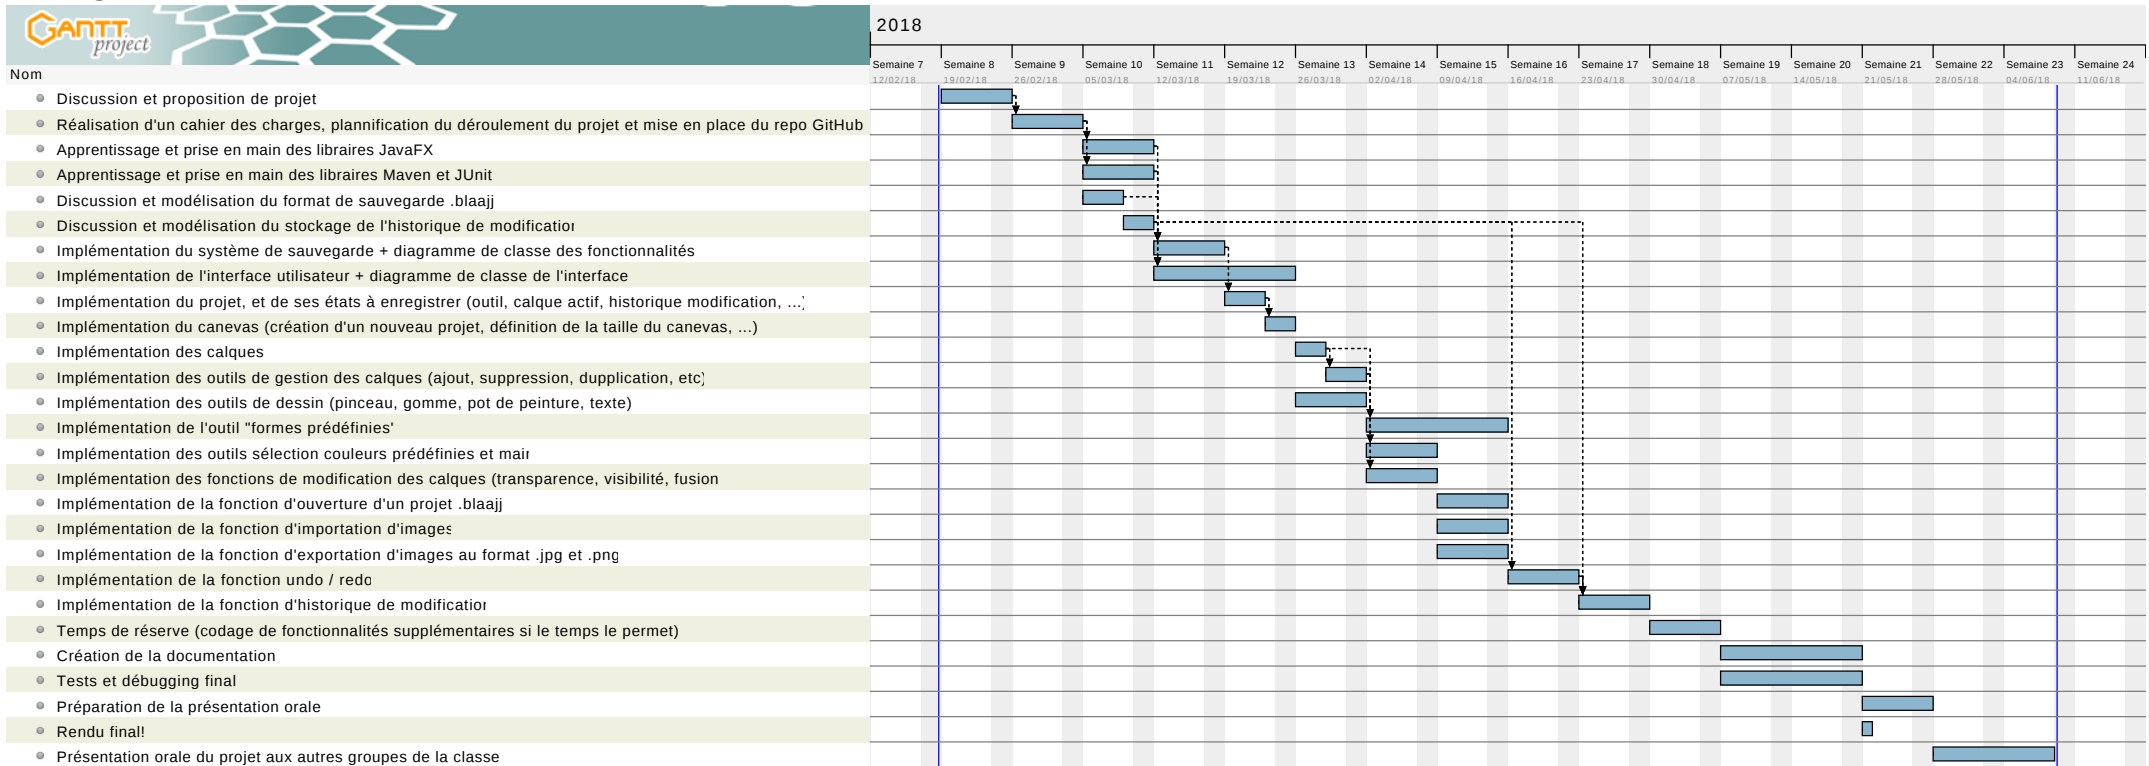 GANTT
project
2018
Semaine 7 Semaine 8 Semaine 9 Semaine 10 Semaine 11 Semaine 12 Semaine 13 Semaine 14 Semaine 15 Semaine 16 Semaine 17 Semaine 18 Semaine 19 Semaine 20 Semaine 21 Semaine 22 Semaine 23 Semaine 24
Nom
12/02/18 19/02/18 26/02/18 05/03/18 12/03/18 19/03/18 26/03/18 02/04/18 09/04/18 16/04/18 23/04/18 30/04/18 07/05/18 14/05/18 21/05/18 28/05/18 04/06/18 11/06/18
Discussion et proposition de projet
Réalisation d'un cahier des charges, plannification du déroulement du projet et mise en place du repo GitHub
Apprentissage et prise en main des libraires JavaFX
Apprentissage et prise en main des libraires Maven et JUnit
Discussion et modélisation du format de sauvegarde .blaajj
Discussion et modélisation du stockage de l'historique de modification
Implémentation du système de sauvegarde + diagramme de classe des fonctionnalités
Implémentation de l'interface utilisateur + diagramme de classe de l'interface
Implémentation du projet, et de ses états à enregistrer (outil, calque actif, historique modification, ...)
Implémentation du canevas (création d'un nouveau projet, définition de la taille du canevas, ...)
Implémentation des calques
Implémentation des outils de gestion des calques (ajout, suppression, dupplication, etc)
Implémentation des outils de dessin (pinceau, gomme, pot de peinture, texte)
Implémentation de l'outil "formes prédéfinies"
Implémentation des outils sélection couleurs prédéfinies et main
Implémentation des fonctions de modification des calques (transparence, visibilité, fusion
Implémentation de la fonction d'ouverture d'un projet .blaajj
Implémentation de la fonction d'importation d'images
Implémentation de la fonction d'exportation d'images au format .jpg et .png
Implémentation de la fonction undo / redo
Implémentation de la fonction d'historique de modification
Temps de réserve (codage de fonctionnalités supplémentaires si le temps le permet)
Création de la documentation
Tests et débugging final
Préparation de la présentation orale
Rendu final!
Présentation orale du projet aux autres groupes de la classe